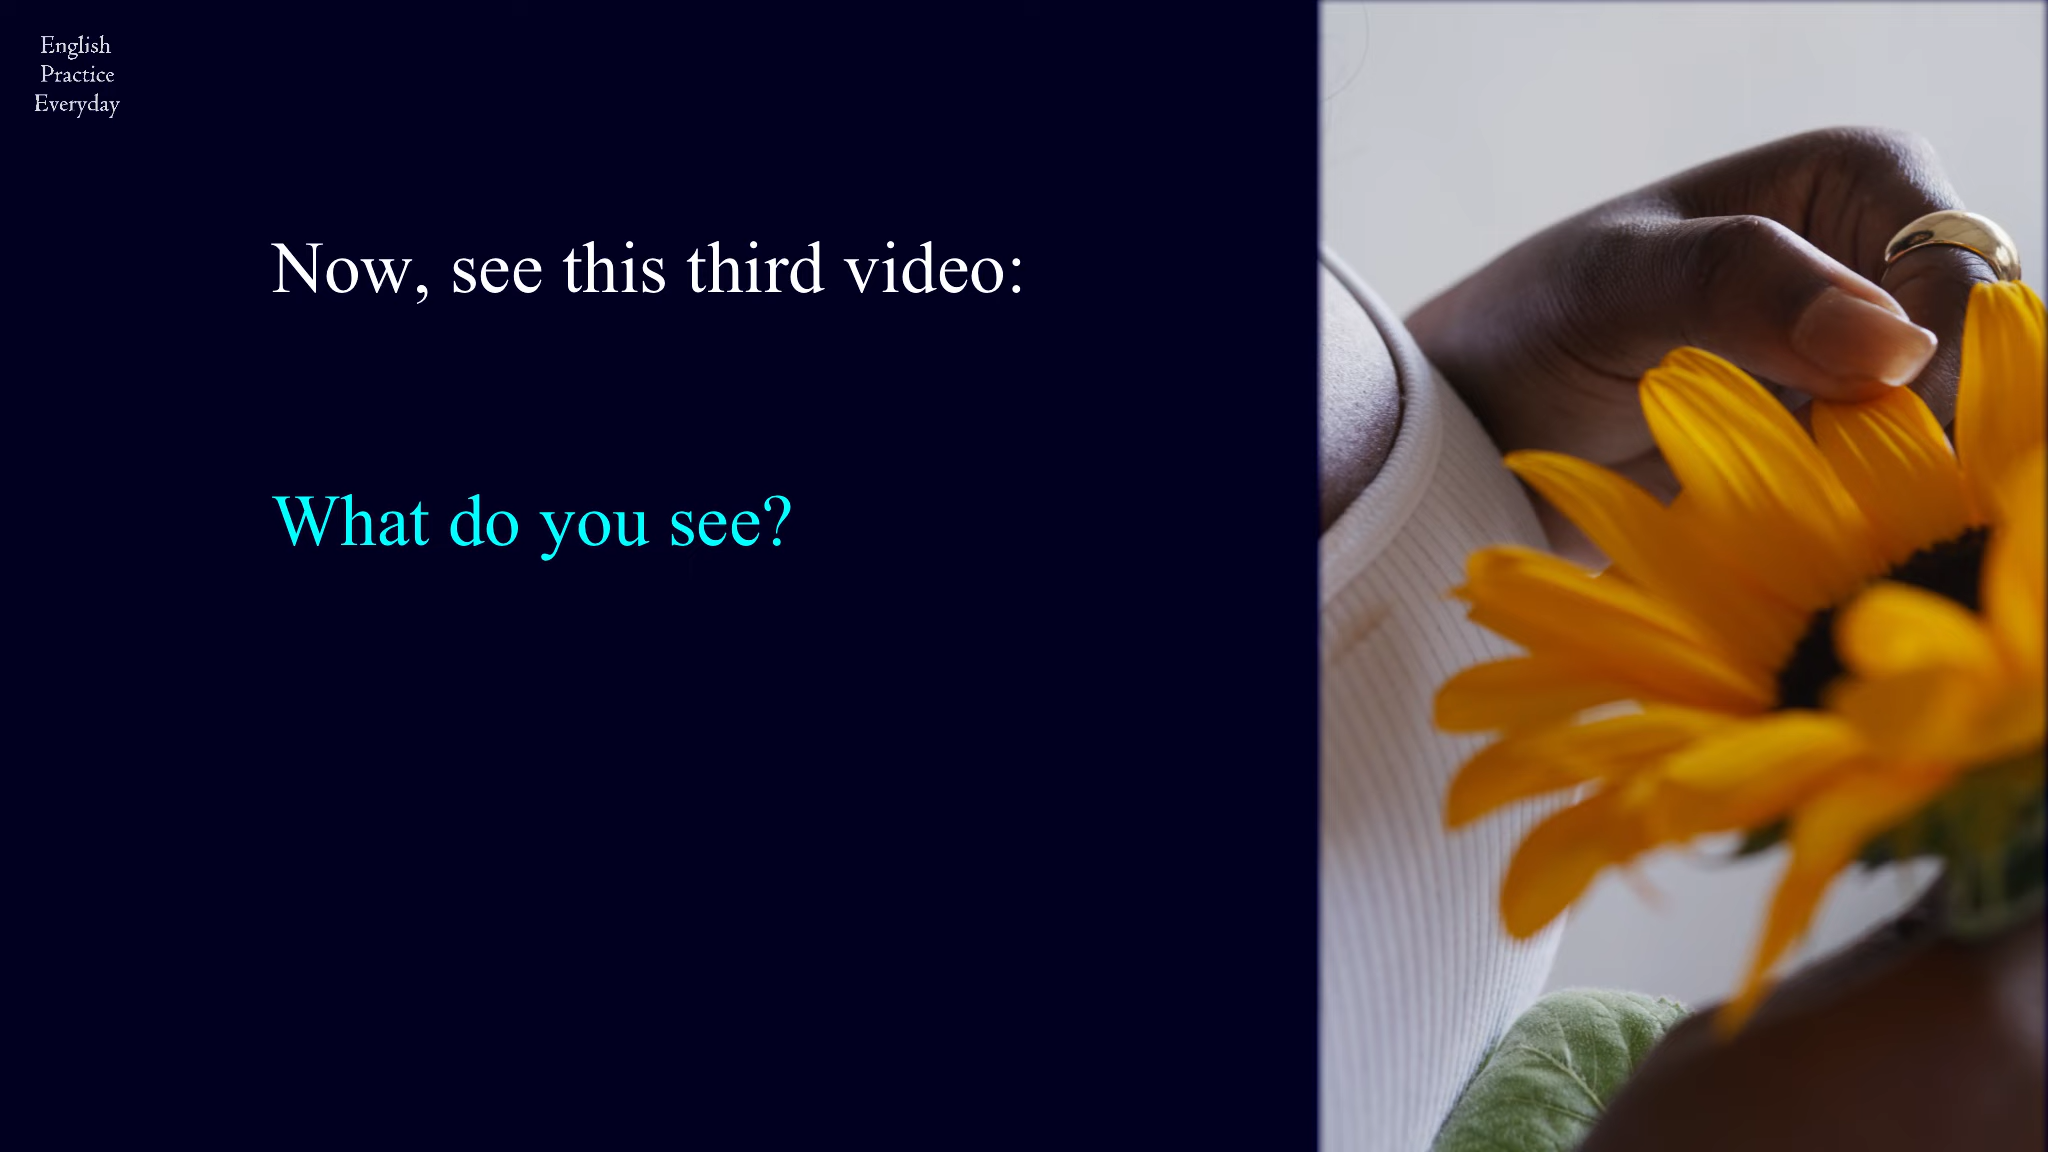 English
Practice
Everyday
Now, see this third video:
What do you see?